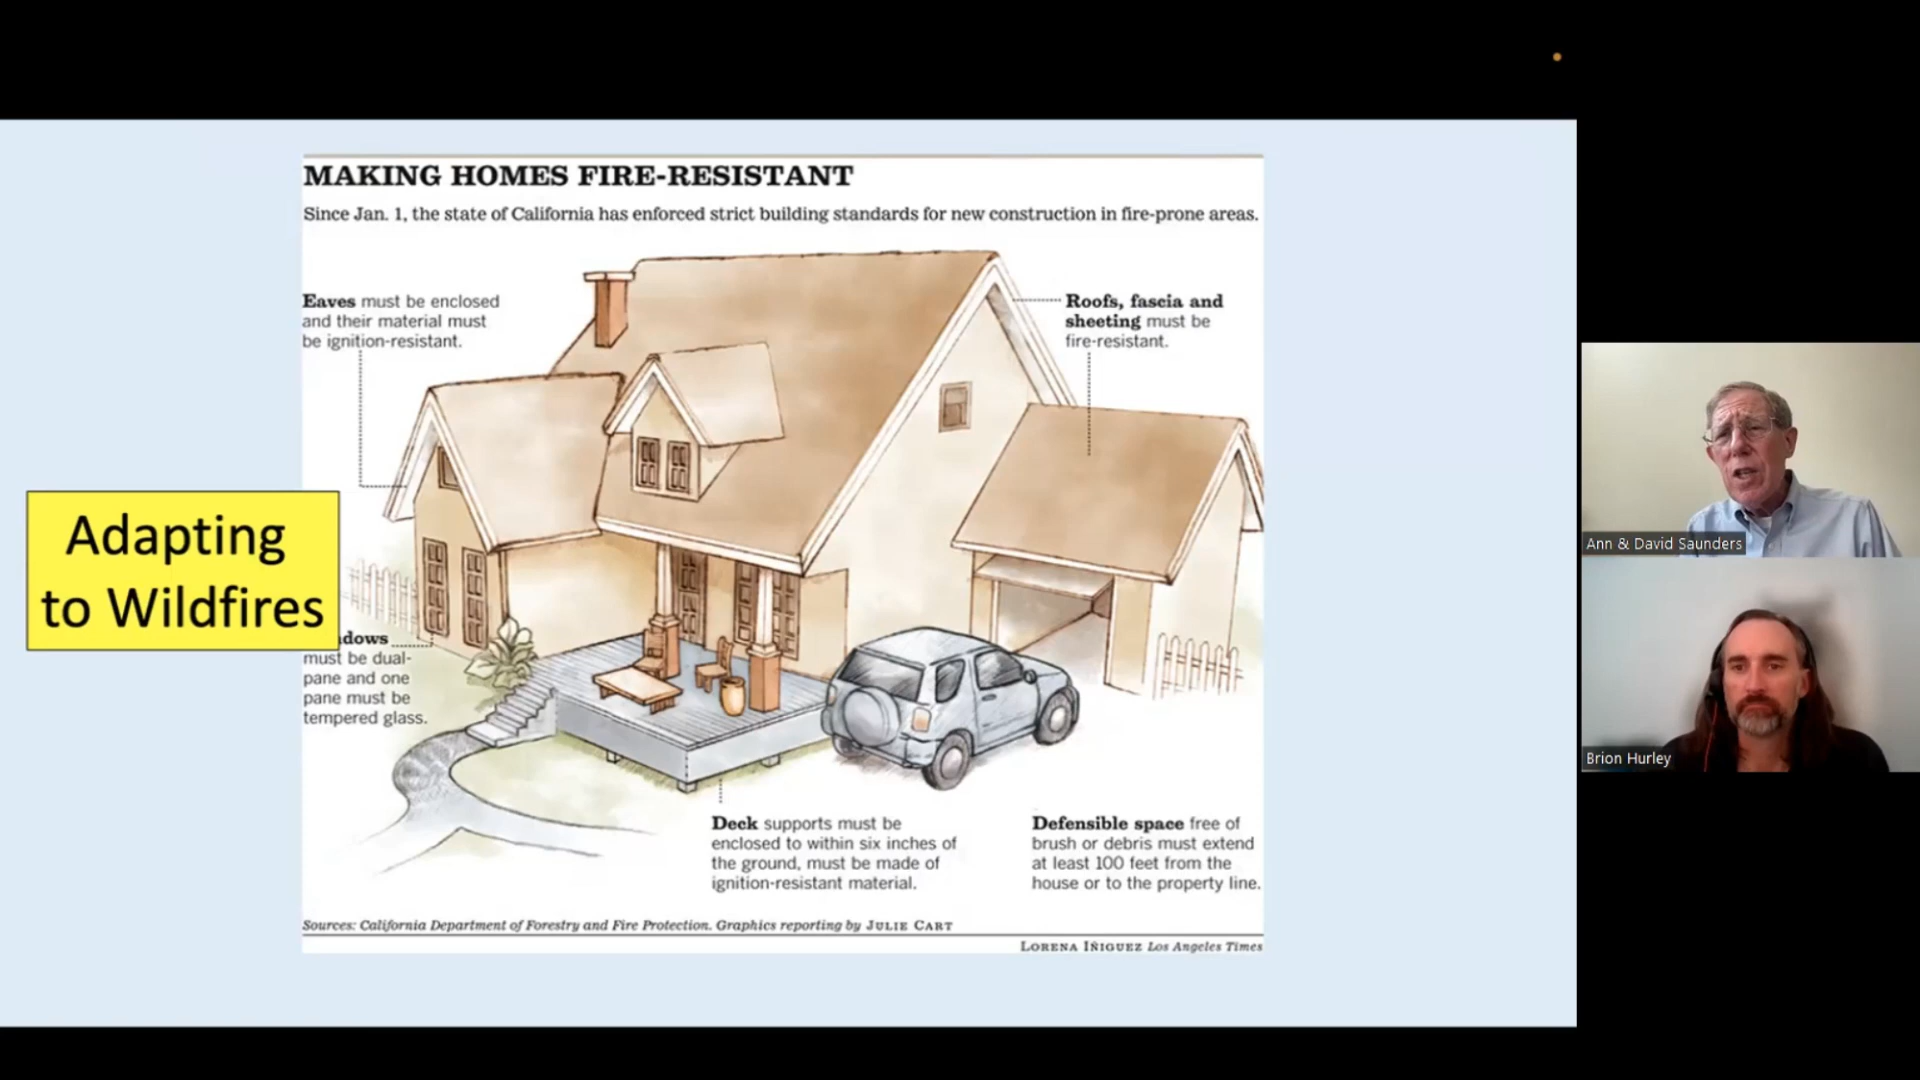 MAKING HOMES FIRE-RESISTANT
Since Jan. 1, the state of California has enforced strict building standards for new construction in fire-prone areas.
Eaves must be enclosed
and their material must
be ignition-resistant.
Roofs, fascia and
sheeting must be
fire-resistant.
Adapting
to Wildfires
dows
must be dual-
pane and one
pane must be
tempered glass.
Deck supports must be
enclosed to within six inches of
the ground, must be made of
ignition-resistant material.
Defensible space free of
brush or debris must extend
at least 100 feet from the
house or to the property line.
Sources: California Department of Forestry and Fire Protection. Graphics reporting by JULIE CART
LORENA IÑIGUEZ Los Angeles Times
Ann & David Saunders
Brion Hurley